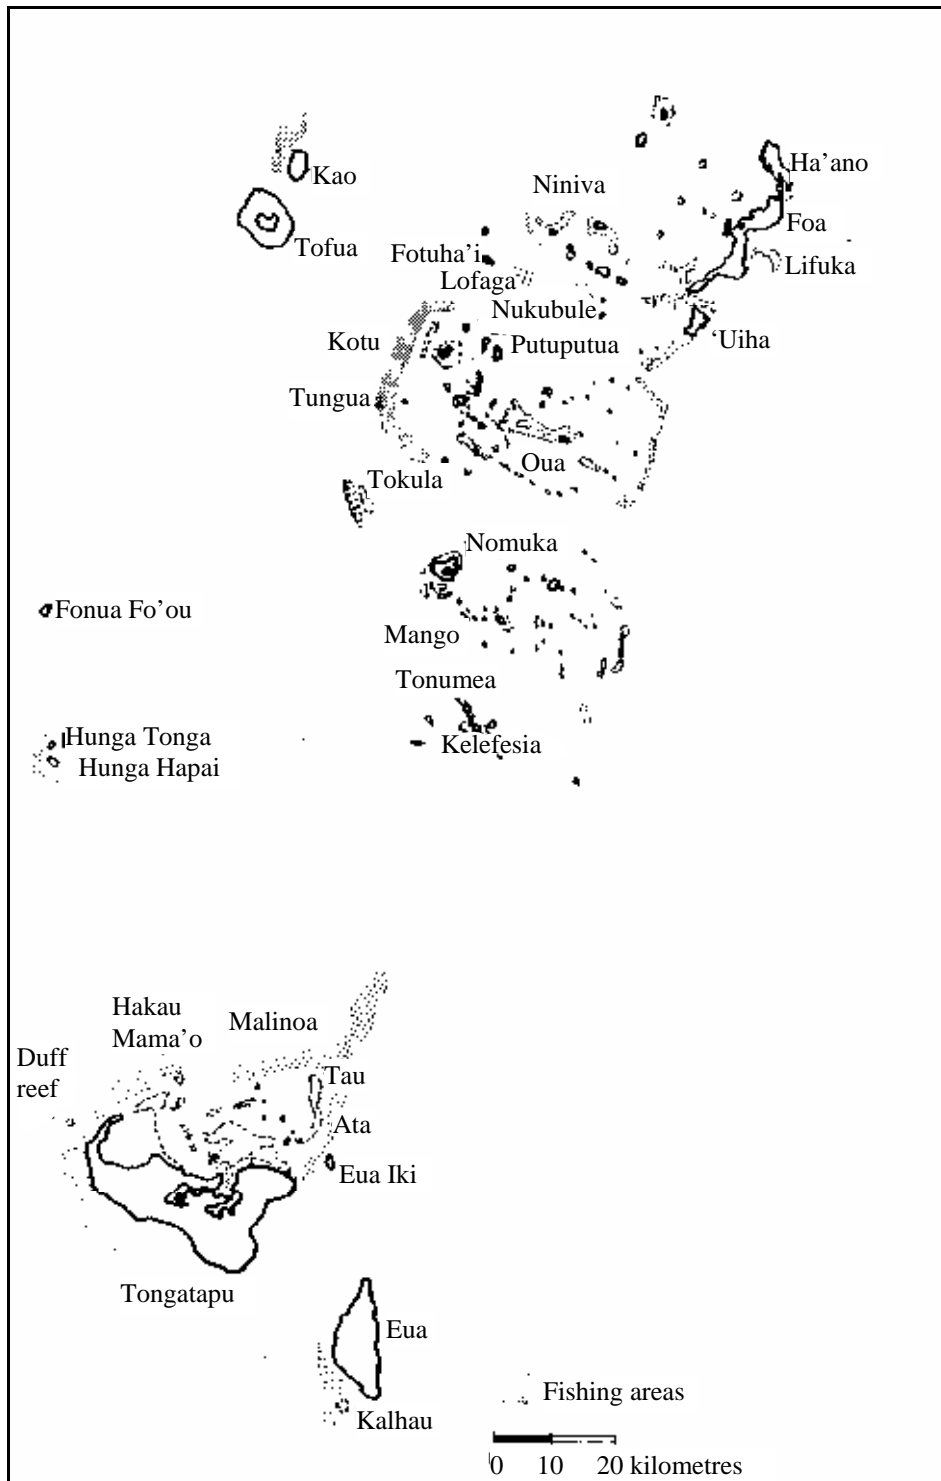 Ha’ano
Kao
Niniva
Foa
Tofua
Fotuha’i
Lifuka
Lofaga
Nukubule
‘Uiha
Kotu
Putuputua
Tungua
Oua
Tokula
Nomuka
Fonua Fo’ou
Mango
Tonumea
Hunga Tonga
Kelefesia
Hunga Hapai
Hakau
Mama’o
Malinoa
Duff
reef
Tau
Ata
Eua Iki
Tongatapu
Eua
Fishing areas
Kalhau
0 10 20 kilometres